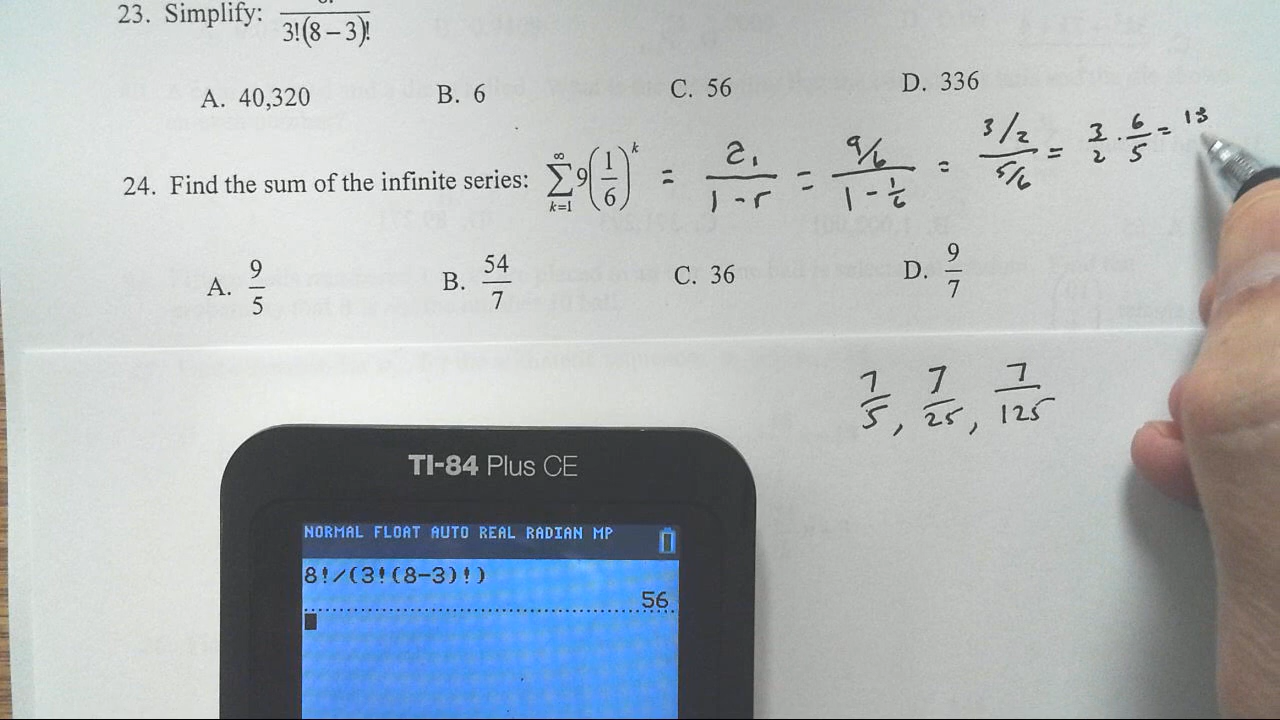 23. Simplify: 8!/(3!(8 − 3)!)
A. 40,320 B. 6 C. 56 D. 336
24. Find the sum of the infinite series: ∑_{k=1}^{∞} 9(1/6)^k = a₁/(1 − r) = (9/6)/(1 − 1/6) = (3/2)/(5/6) = 3/2 · 6/5 = 18
A. 9/5 B. 54/7 C. 36 D. 9/7
7/5, 7/25, 7/125
TI-84 Plus CE
NORMAL FLOAT AUTO REAL RADIAN MP
8!/(3!(8-3)!)
56